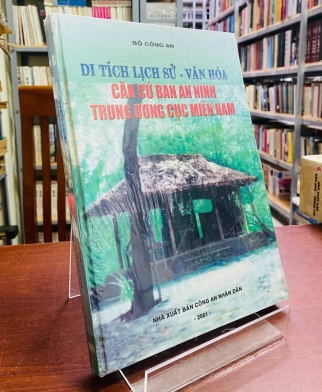 BỘ CÔNG AN
DI TÍCH LỊCH SỬ - VĂN HÓA
CĂN CỨ BAN AN NINH
TRUNG ƯƠNG CỤC MIỀN NAM
NHÀ XUẤT BẢN CÔNG AN NHÂN DÂN
- 2001 -